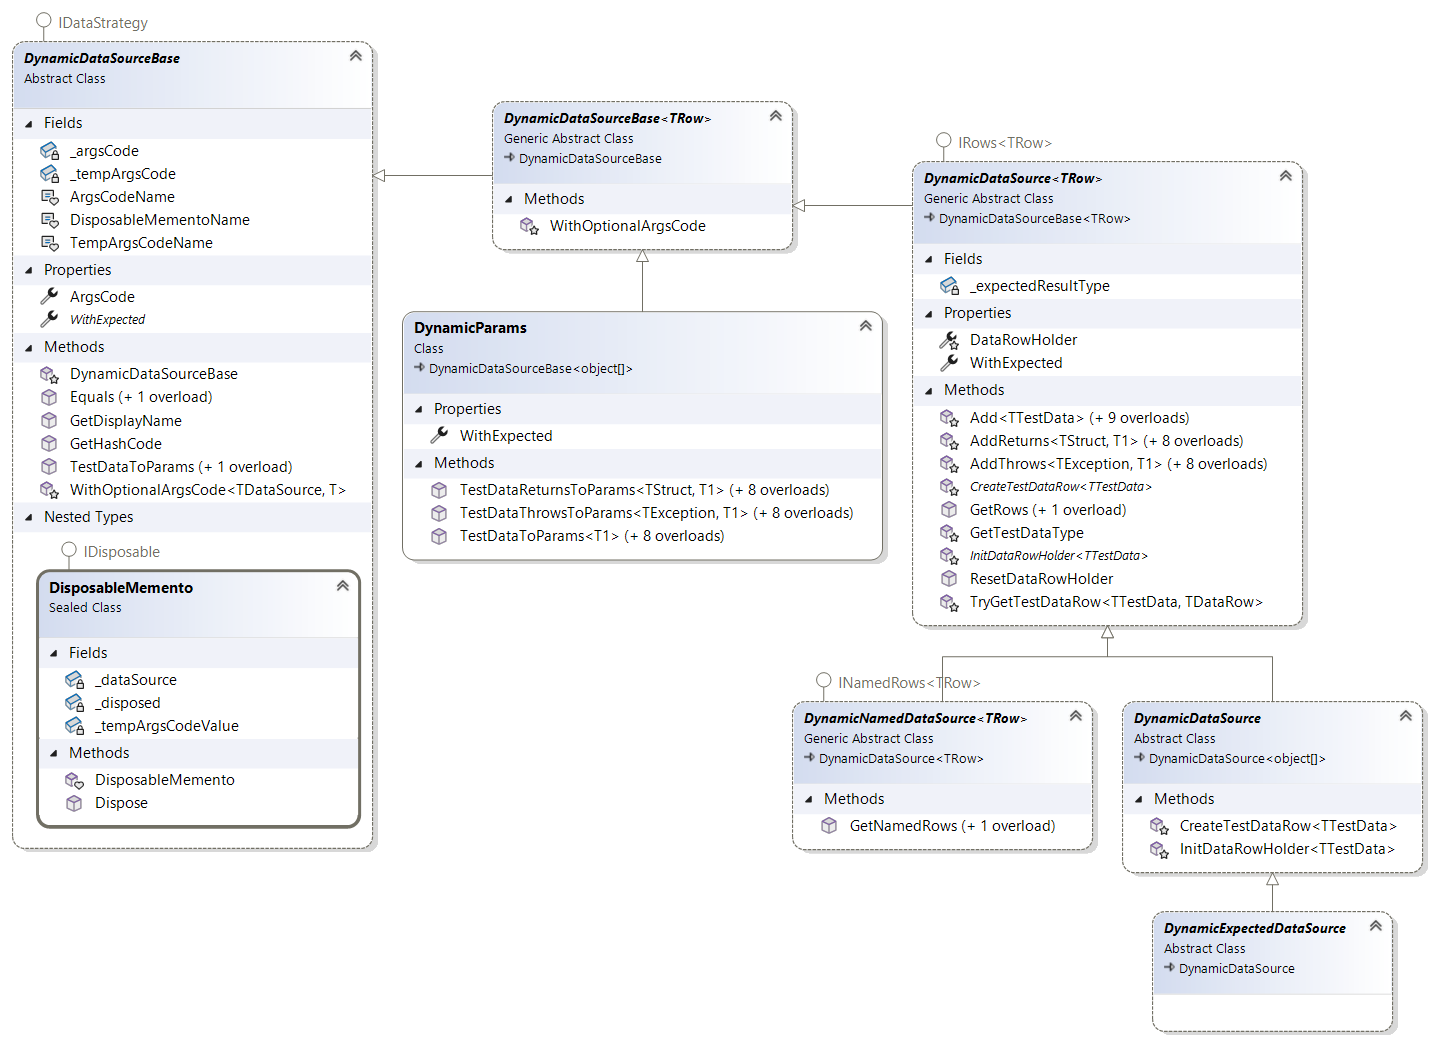 IDataStrategy
DynamicDataSourceBase
Abstract Class
Fields
_argsCode
_tempArgsCode
ArgsCodeName
DisposableMementoName
TempArgsCodeName
Properties
ArgsCode
WithExpected
Methods
DynamicDataSourceBase
Equals (+ 1 overload)
GetDisplayName
GetHashCode
TestDataToParams (+ 1 overload)
WithOptionalArgsCode<TDataSource, T>
Nested Types
IDisposable
DisposableMemento
Sealed Class
Fields
_dataSource
_disposed
_tempArgsCodeValue
Methods
DisposableMemento
Dispose
DynamicDataSourceBase<TRow>
Generic Abstract Class
DynamicDataSourceBase
Methods
WithOptionalArgsCode
DynamicParams
Class
DynamicDataSourceBase<object[]>
Properties
WithExpected
Methods
TestDataReturnsToParams<TStruct, T1> (+ 8 overloads)
TestDataThrowsToParams<TException, T1> (+ 8 overloads)
TestDataToParams<T1> (+ 8 overloads)
IRows<TRow>
DynamicDataSource<TRow>
Generic Abstract Class
DynamicDataSourceBase<TRow>
Fields
_expectedResultType
Properties
DataRowHolder
WithExpected
Methods
Add<TTestData> (+ 9 overloads)
AddReturns<TStruct, T1> (+ 8 overloads)
AddThrows<TException, T1> (+ 8 overloads)
CreateTestDataRow<TTestData>
GetRows (+ 1 overload)
GetTestDataType
InitDataRowHolder<TTestData>
ResetDataRowHolder
TryGetTestDataRow<TTestData, TDataRow>
INamedRows<TRow>
DynamicNamedDataSource<TRow>
Generic Abstract Class
DynamicDataSource<TRow>
Methods
GetNamedRows (+ 1 overload)
DynamicDataSource
Abstract Class
DynamicDataSource<object[]>
Methods
CreateTestDataRow<TTestData>
InitDataRowHolder<TTestData>
DynamicExpectedDataSource
Abstract Class
DynamicDataSource